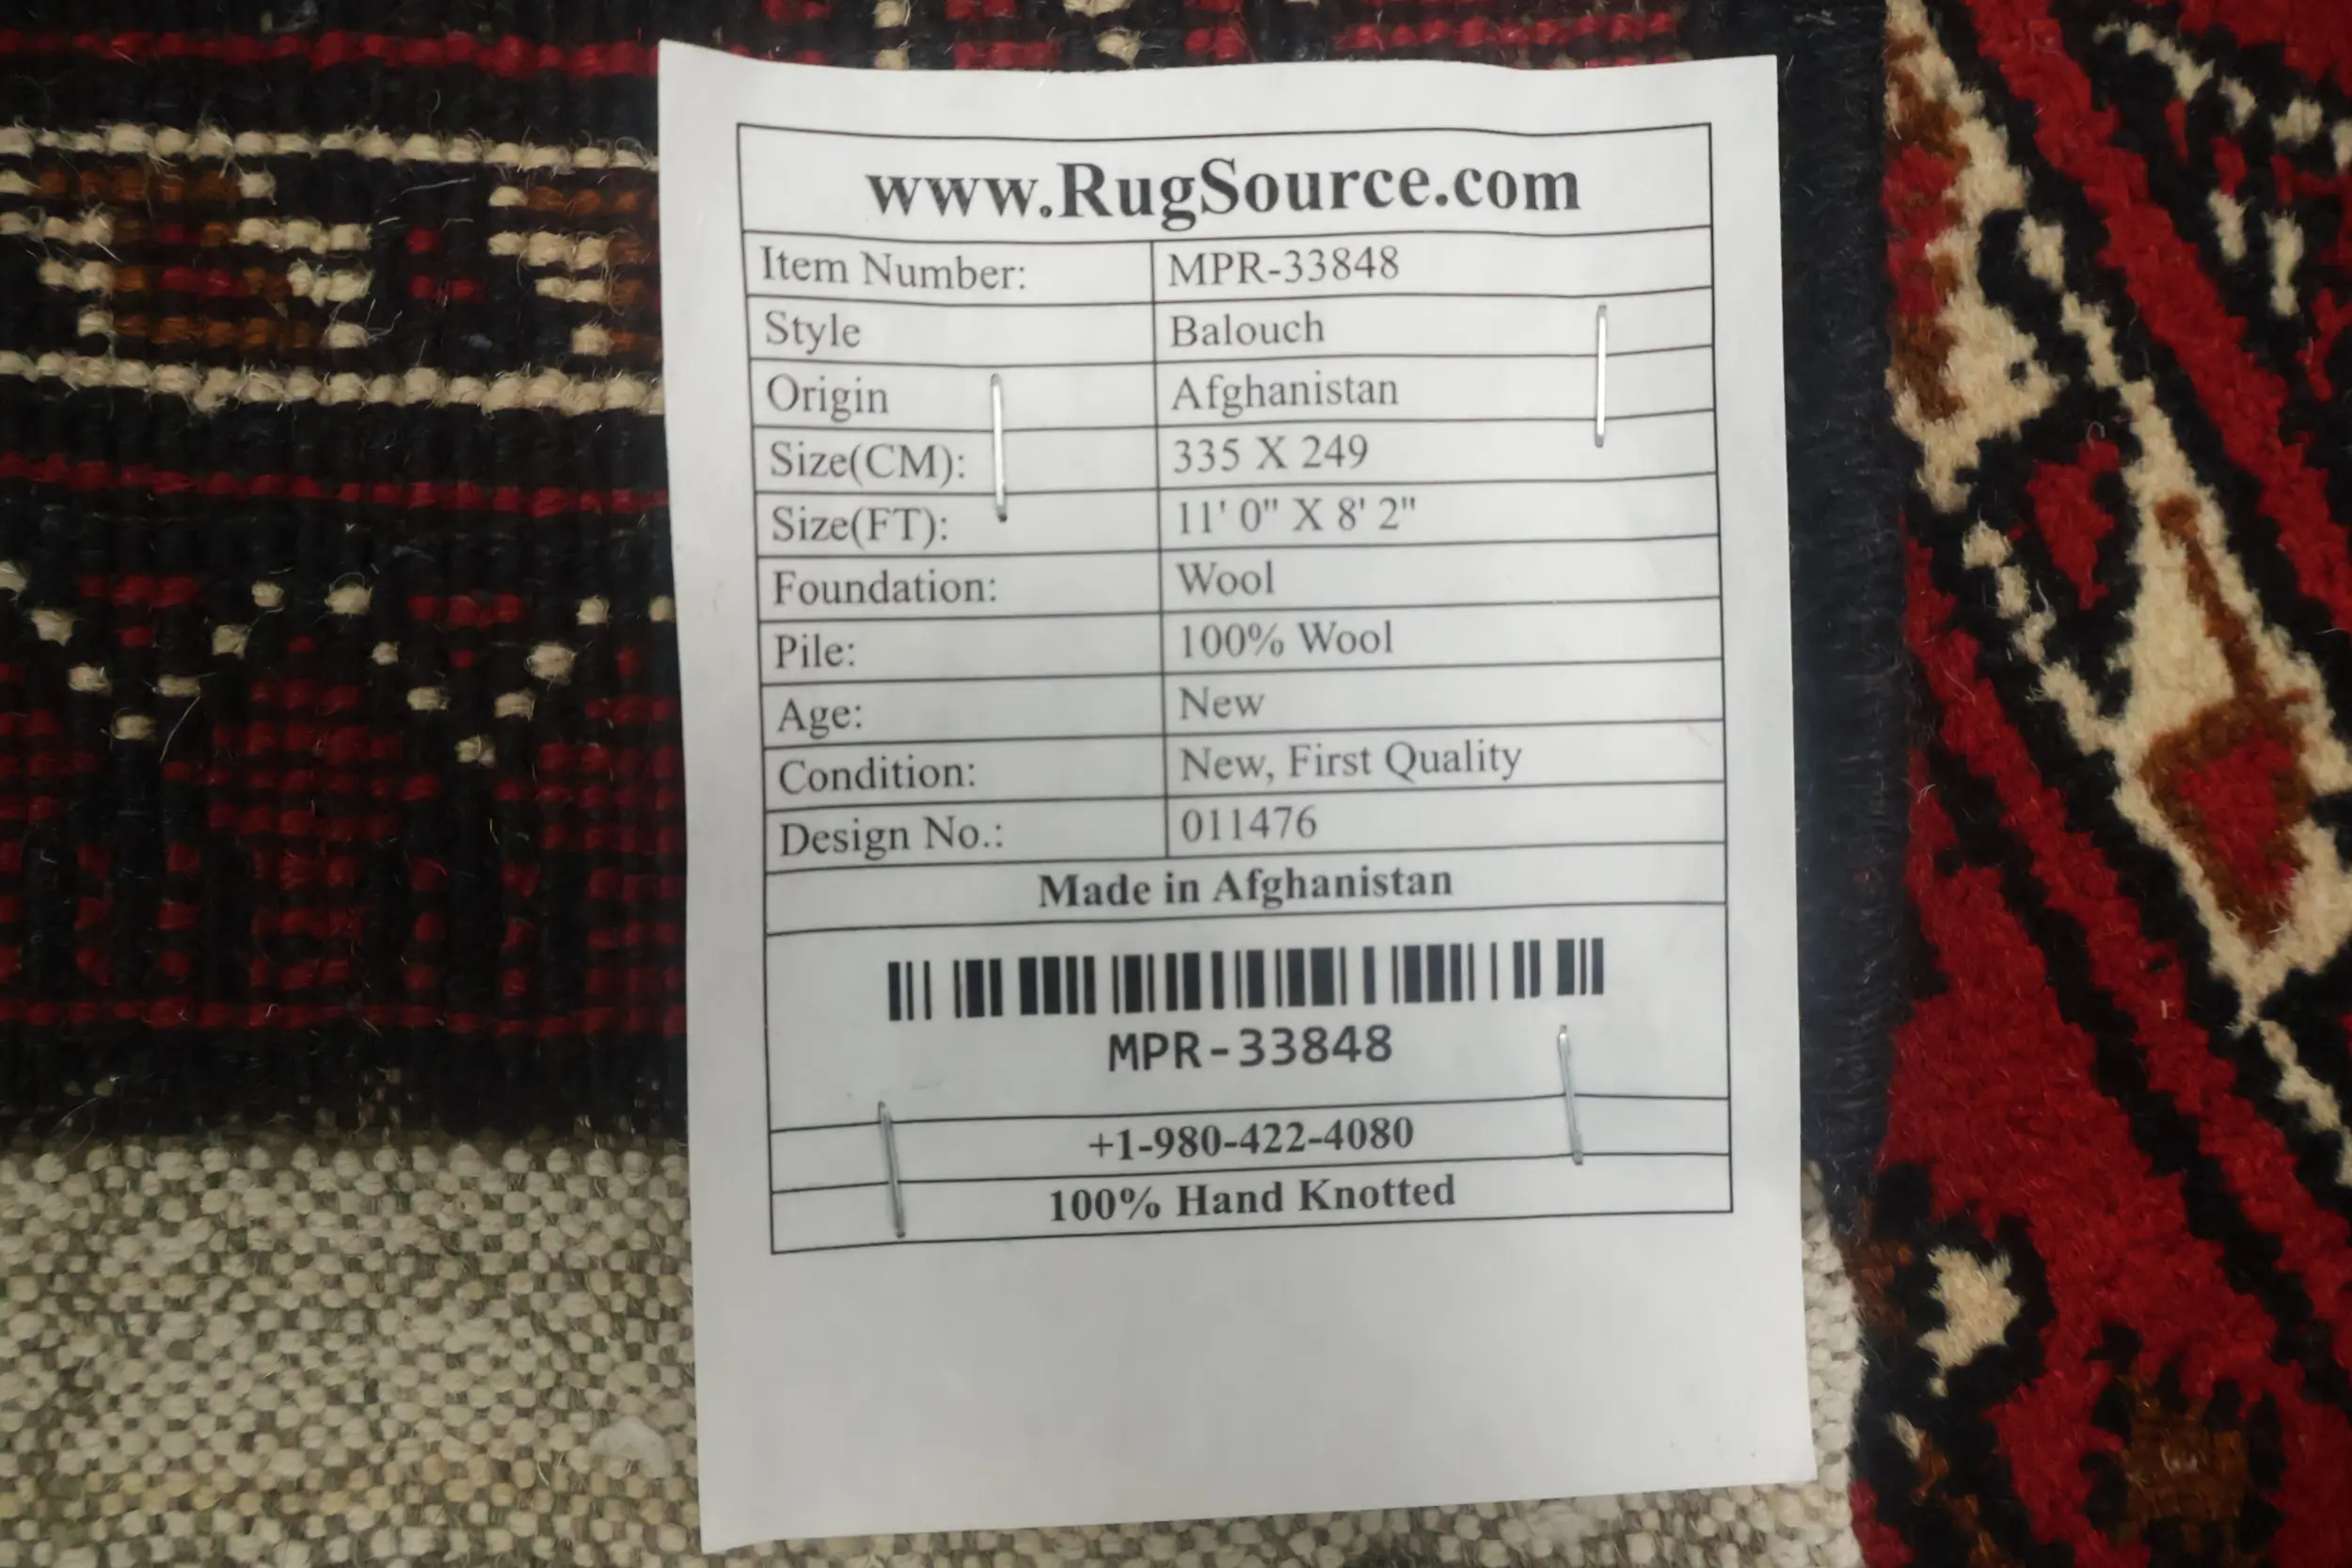 www.RugSource.com
Item Number: MPR-33848
Style Balouch
Origin Afghanistan
Size(CM): 335 X 249
Size(FT): 11' 0" X 8' 2"
Foundation: Wool
Pile: 100% Wool
Age: New
Condition: New, First Quality
Design No.: 011476
Made in Afghanistan
MPR-33848
+1-980-422-4080
100% Hand Knotted